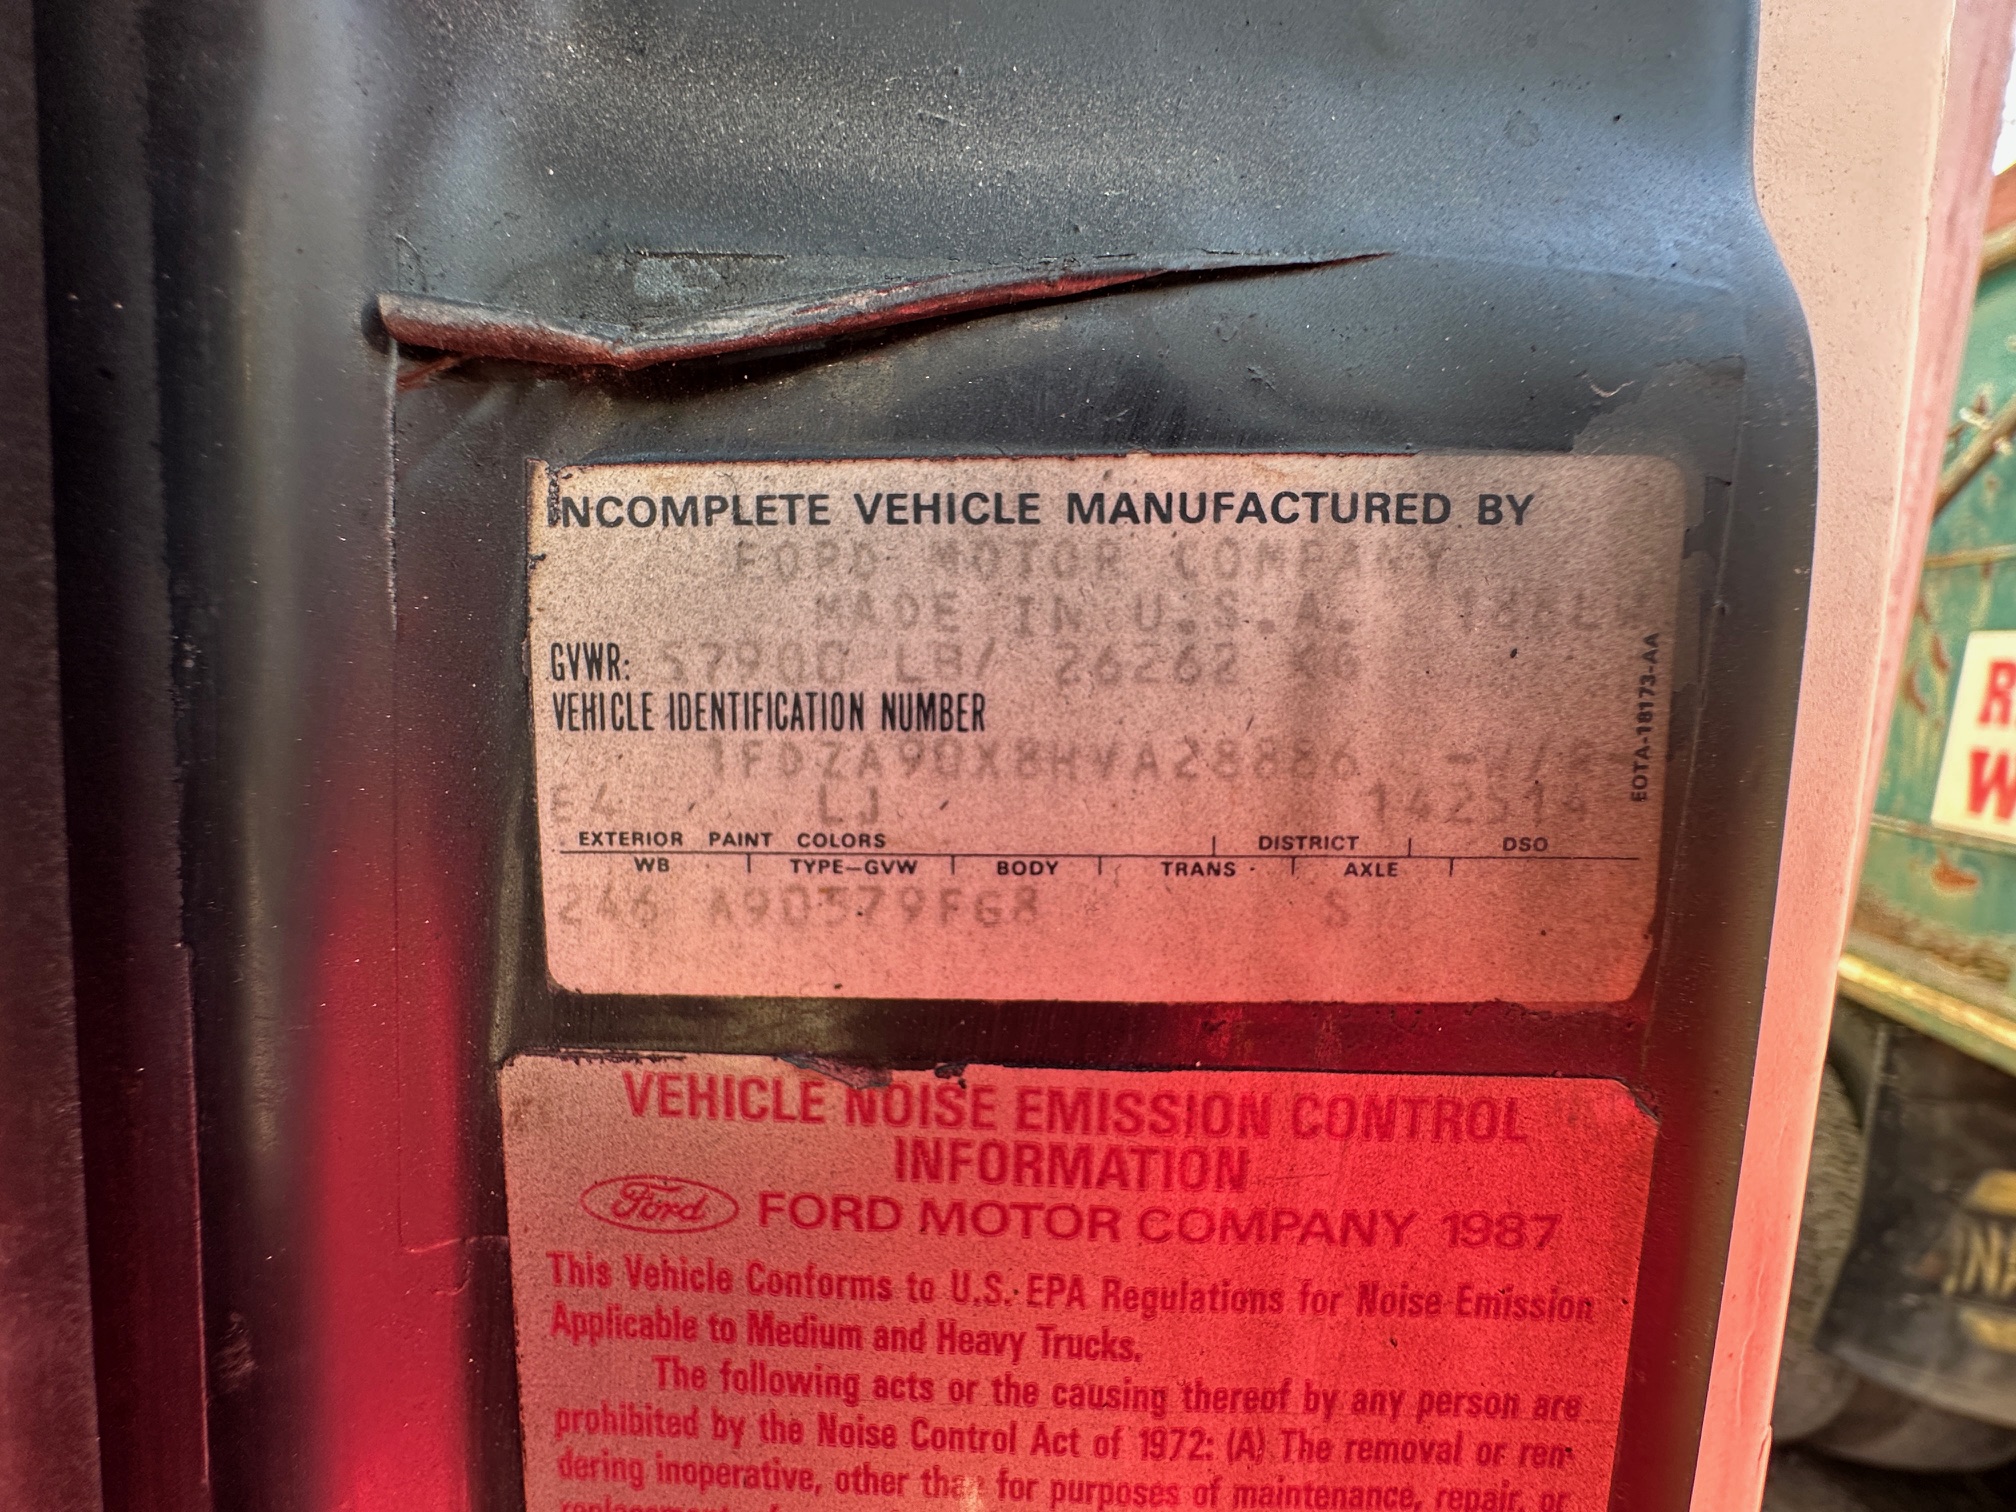 INCOMPLETE VEHICLE MANUFACTURED BY
FORD MOTOR COMPANY
MADE IN U.S.A.
GVWR: 57900 LB/ 26262 KG
VEHICLE IDENTIFICATION NUMBER
1FDZA90X8HVA28886
E4 LJ 142514
EXTERIOR PAINT COLORS DISTRICT DSO
WB TYPE-GVW BODY TRANS AXLE
246 A90379FG8 S
EOTA-18173-AA
VEHICLE NOISE EMISSION CONTROL
INFORMATION
Ford FORD MOTOR COMPANY 1987
This Vehicle Conforms to U.S. EPA Regulations for Noise Emission
Applicable to Medium and Heavy Trucks.
The following acts or the causing thereof by any person are
prohibited by the Noise Control Act of 1972: (A) The removal or ren-
dering inoperative, other than for purposes of maintenance, repair, or
R
W